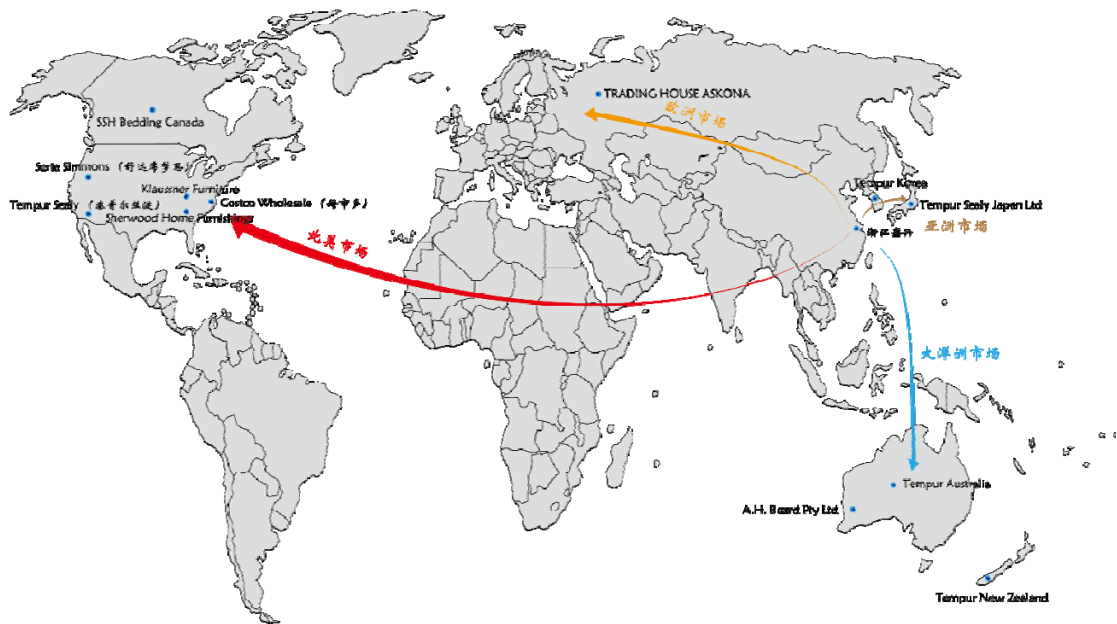 TRADING HOUSE ASKONA
欧洲市场
SSH Bedding Canada
Serta Simmons（舒达席梦思）
Klaussner Furniture
Tempur Korea
Tempur Sealy（泰普尔丝涟）
Costco Wholesale（好市多）
Tempur Sealy Japan Ltd
Sherwood Home Furnishings
亚洲市场
浙江
北美市场
大洋洲市场
Tempur Australia
A.H. Beard Pty Ltd
Tempur New Zealand